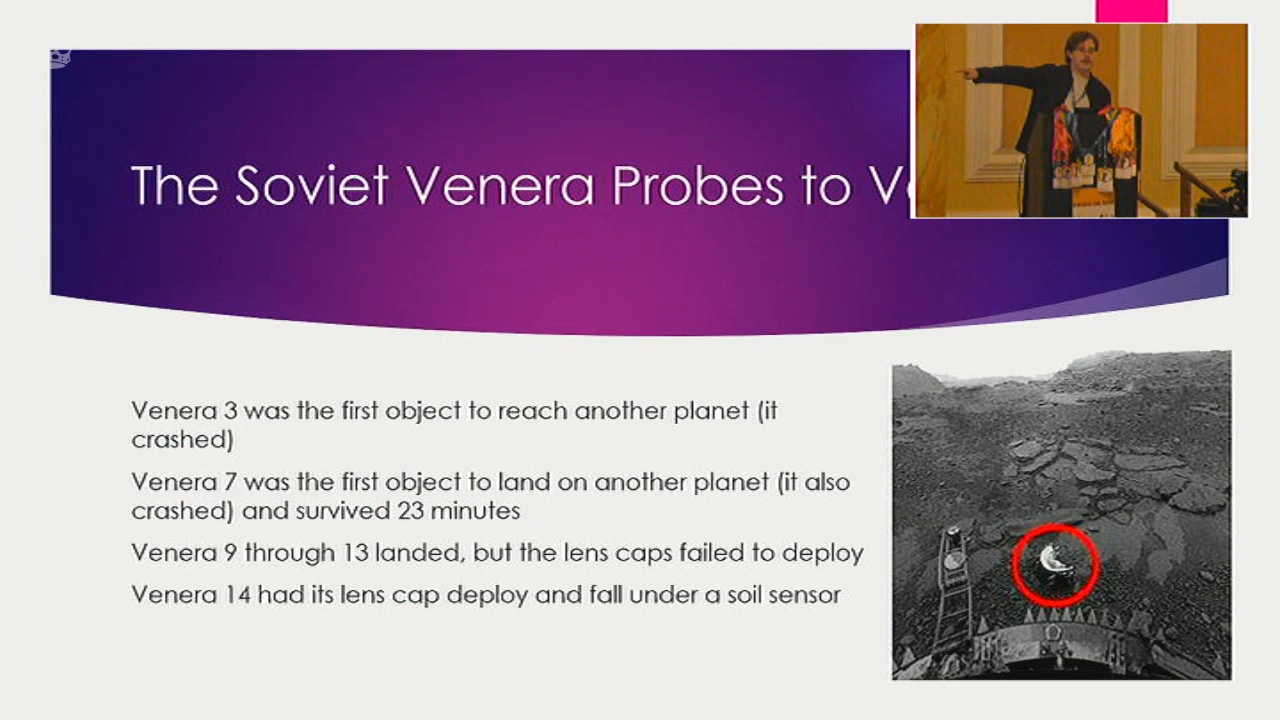 The Soviet Venera Probes to
Venera 3 was the first object to reach another planet (it
crashed)
Venera 7 was the first object to land on another planet (it also
crashed) and survived 23 minutes
Venera 9 through 13 landed, but the lens caps failed to deploy
Venera 14 had its lens cap deploy and fall under a soil sensor